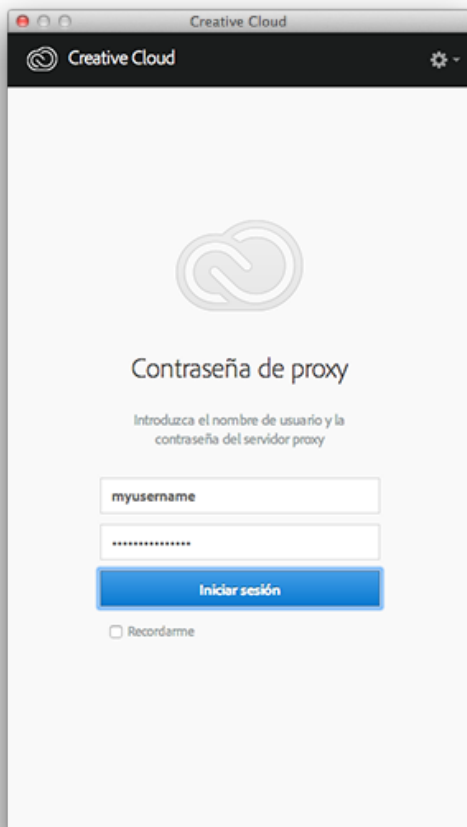 Creative Cloud
Creative Cloud
Contraseña de proxy
Introduzca el nombre de usuario y la
contraseña del servidor proxy
myusername
•••••••••••••••
Iniciar sesión
Recordarme